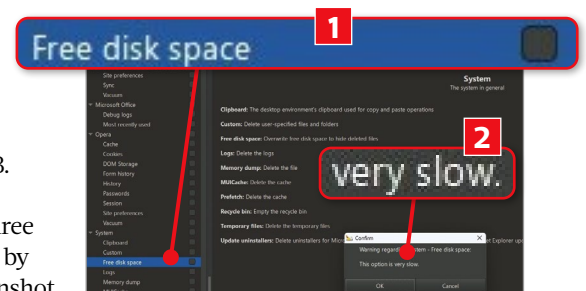 1
Free disk space
Site preferences
Sync
Vacuum
Microsoft Office
Debug logs
Most recently used
Opera
Cache
Cookies
DOM Storage
Form history
History
Passwords
Session
Site preferences
Vacuum
System
Clipboard
Custom
Free disk space
Logs
Memory dump
System
The system in general
Clipboard: The desktop environment's clipboard used for copy and paste operations
Custom: Delete user-specified files and folders
Free disk space: Overwrite free disk space to hide deleted files
Logs: Delete the logs
Memory dump: Delete the file
MUICache: Delete the cache
Prefetch: Delete the cache
Recycle bin: Empty the recycle bin
Temporary files: Delete the temporary files
Update uninstallers: Delete uninstallers for
2
very slow.
Confirm
Warning regarding System - Free disk space:
This option is very slow.
OK
Cancel
B.
by